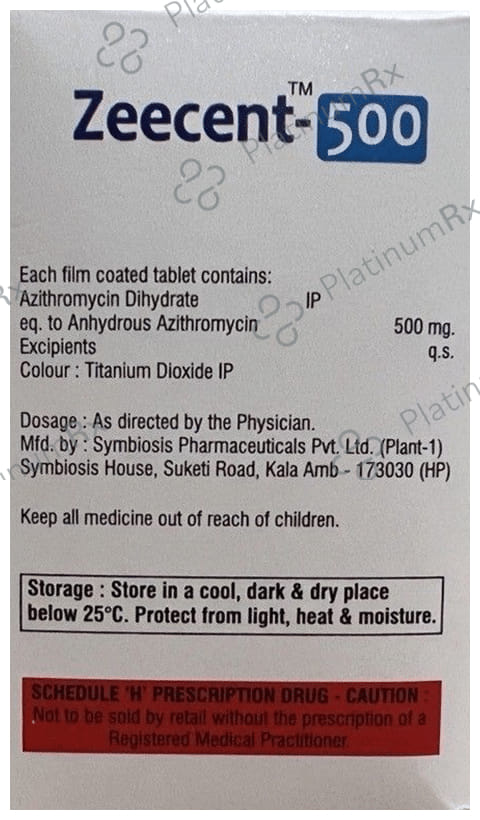 Zeecent-™500
Each film coated tablet contains:
Azithromycin Dihydrate IP
eq. to Anhydrous Azithromycin 500 mg.
Excipients q.s.
Colour : Titanium Dioxide IP
Dosage : As directed by the Physician.
Mfd. by : Symbiosis Pharmaceuticals Pvt. Ltd. (Plant-1)
Symbiosis House, Suketi Road, Kala Amb - 173030 (HP)
Keep all medicine out of reach of children.
Storage : Store in a cool, dark & dry place
below 25°C. Protect from light, heat & moisture.
SCHEDULE 'H' PRESCRIPTION DRUG - CAUTION :
Not to be sold by retail without the prescription of a
Registered Medical Practitioner.
PlatinumRx
PlatinumRx